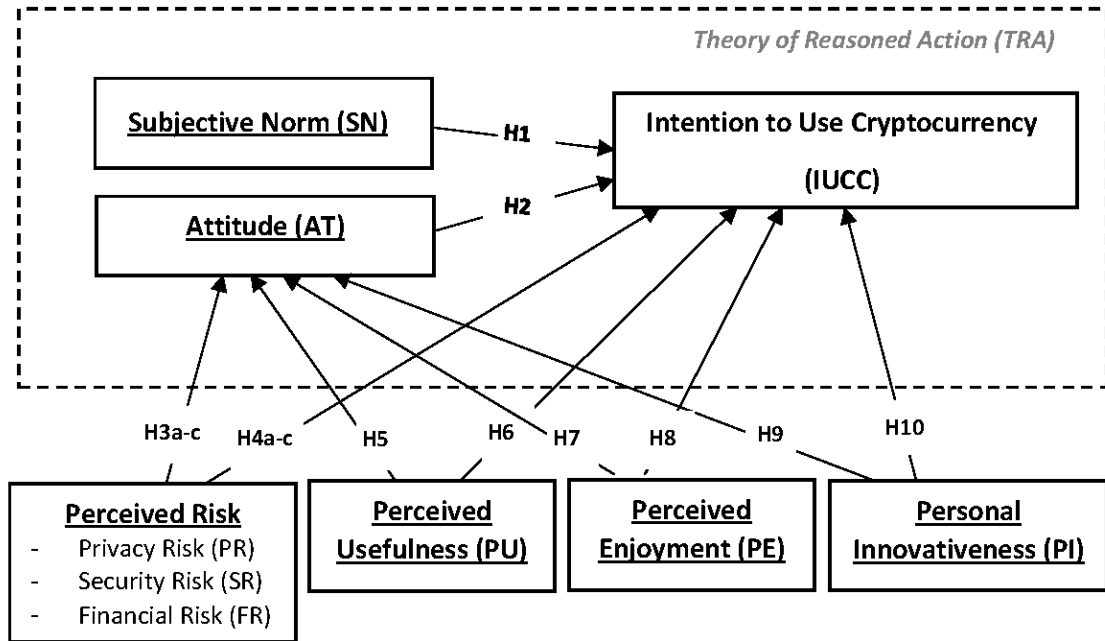 Theory of Reasoned Action (TRA)
Subjective Norm (SN)
H1
Intention to Use Cryptocurrency
(IUCC)
Attitude (AT)
H2
H3a-c
H4a-c
H5
H6
H7
H8
H9
H10
Perceived Risk
- Privacy Risk (PR)
- Security Risk (SR)
- Financial Risk (FR)
Perceived
Usefulness (PU)
Perceived
Enjoyment (PE)
Personal
Innovativeness (PI)